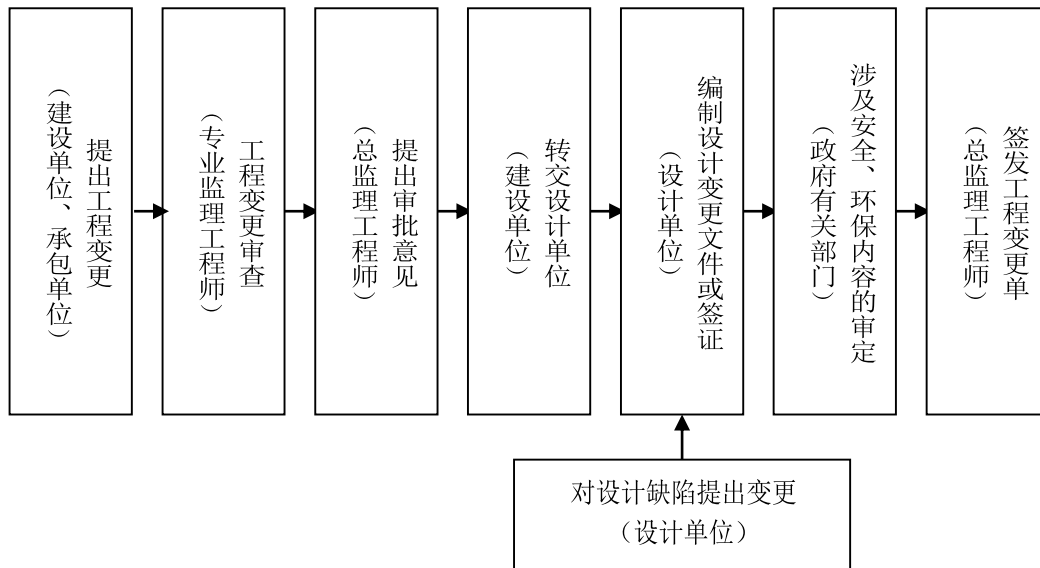 提出工程变更
（建设单位、承包单位）
工程变更审查
（专业监理工程师）
提出审批意见
（总监理工程师）
转交设计单位
（建设单位）
编制设计变更文件或签证
（设计单位）
涉及安全、环保内容的审定
（政府有关部门）
签发工程变更单
（总监理工程师）
对设计缺陷提出变更
（设计单位）